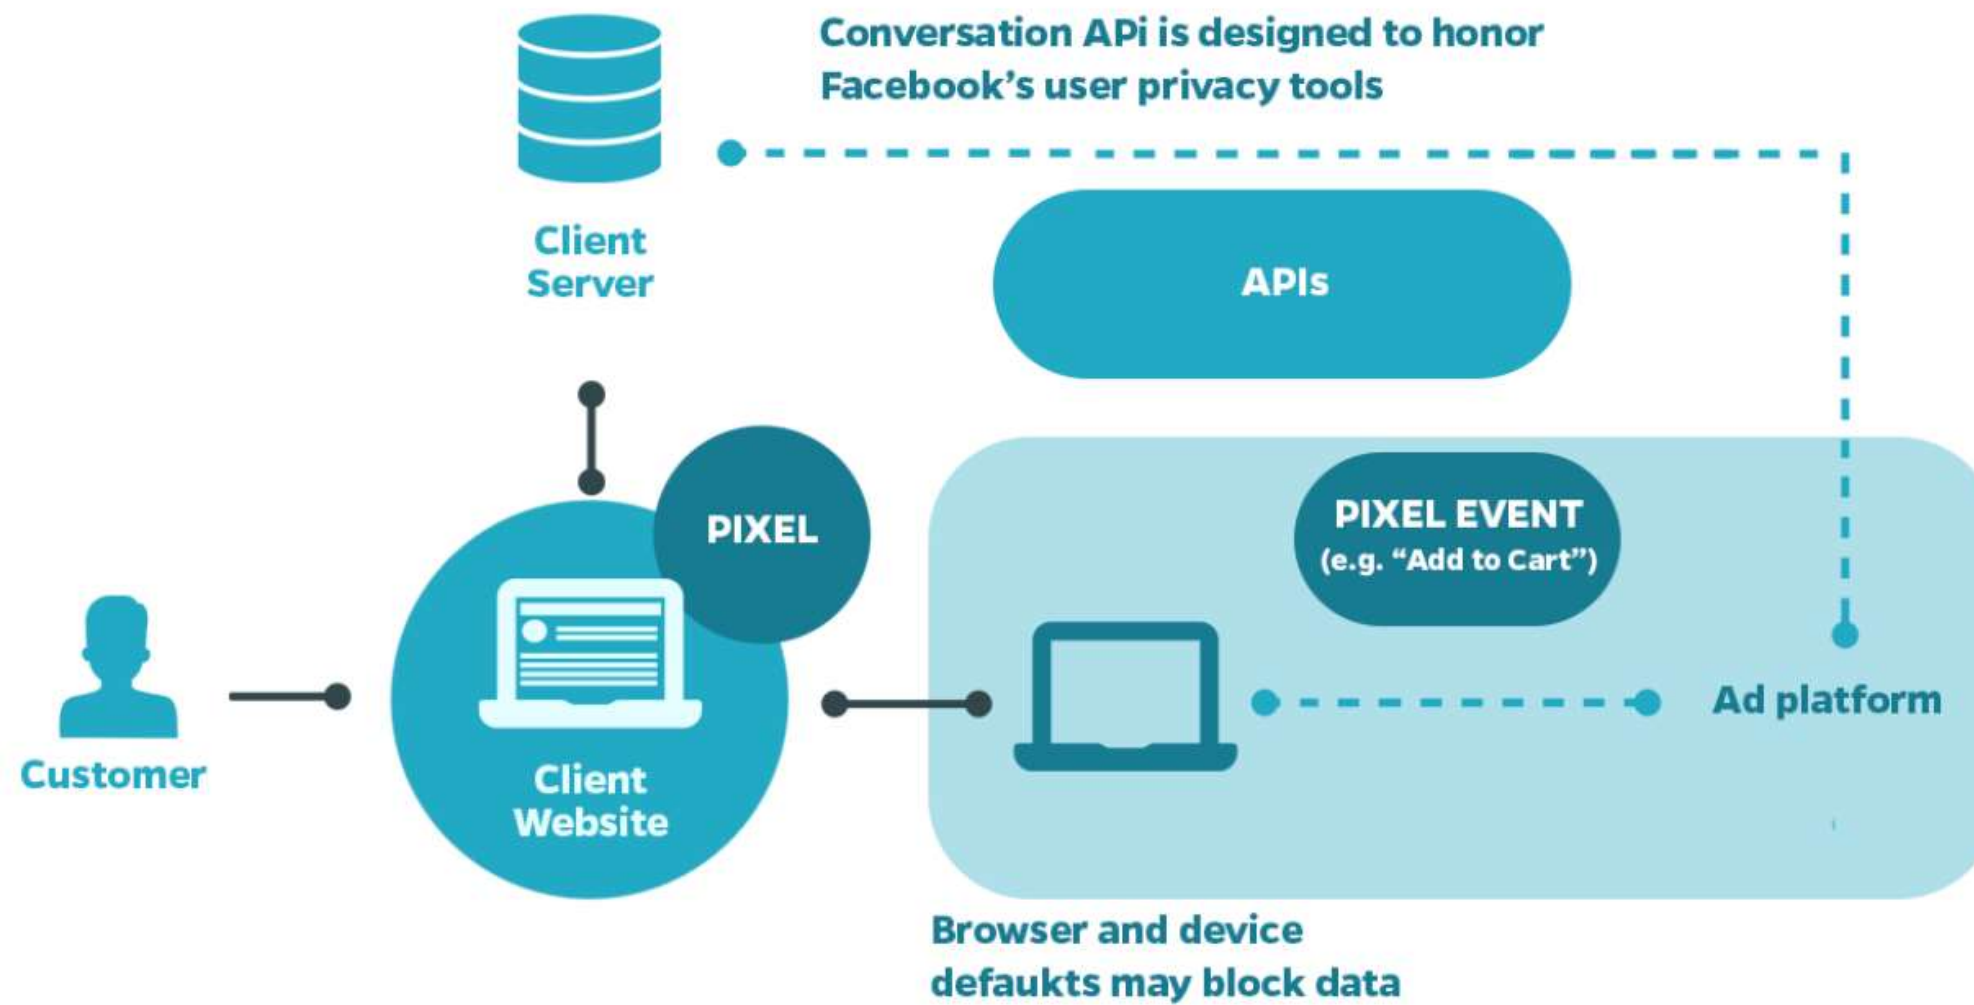 Conversation APi is designed to honor
Facebook's user privacy tools
Client
Server
APIs
PIXEL
PIXEL EVENT
(e.g. “Add to Cart”)
Customer
Client
Website
Ad platform
Browser and device
defaukts may block data